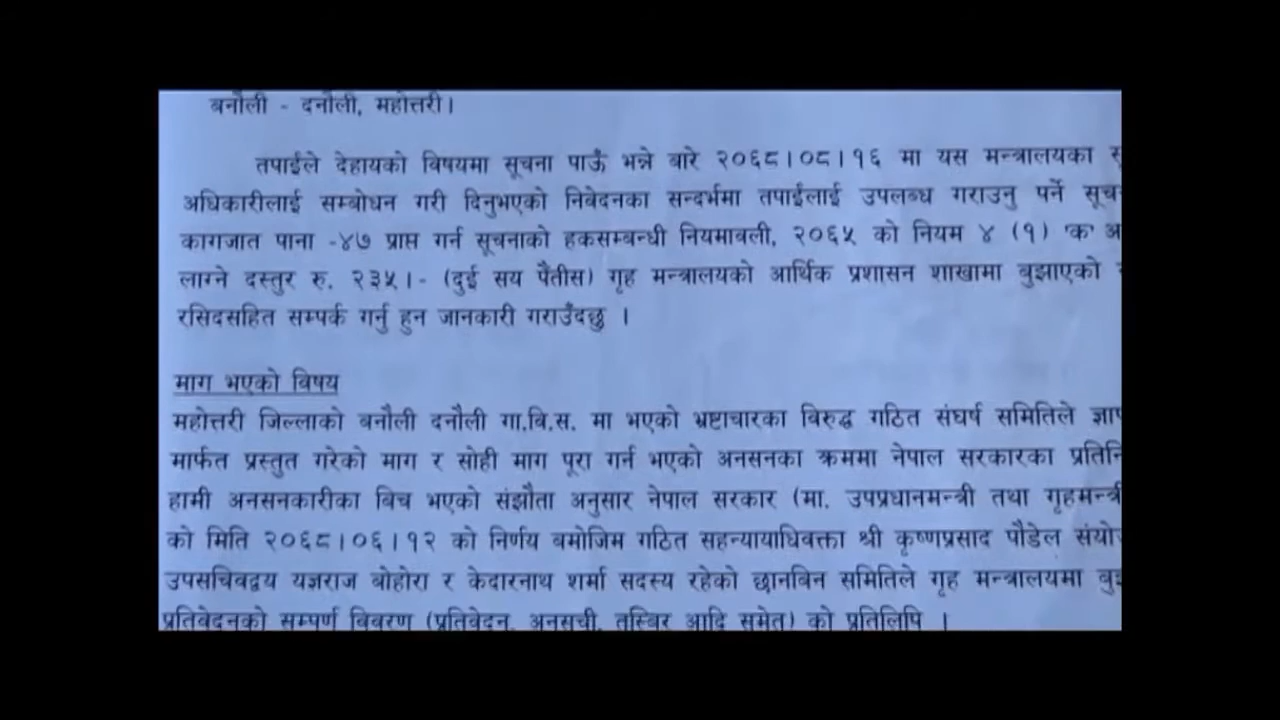 बनौली - दनौली, महोत्तरी।
तपाईले देहायको विषयमा सूचना पाऊँ भन्ने बारे २०६८।०८।१६ मा यस मन्त्रालयका
अधिकारीलाई सम्बोधन गरी दिनुभएको निवेदनका सन्दर्भमा तपाईंलाई उपलब्ध गराउनु पर्ने
कागजात पाना -४७ प्राप्त गर्न सूचनाको हकसम्बन्धी नियमावली, २०६५ को नियम ४ (१) 'क'
लाग्ने दस्तुर रु. २३५।- (दुई सय पैतीस) गृह मन्त्रालयको आर्थिक प्रशासन शाखामा बुझाएको
रसिदसहित सम्पर्क गर्नु हुन जानकारी गराउँदछु ।
माग भएको विषय
महोत्तरी जिल्लाको बनौली दनौली गा.बि.स. मा भएको भ्रष्टाचारका बिरुद्ध गठित संघर्ष समितिले
मार्फत प्रस्तुत गरेको माग र सोही माग पूरा गर्न भएको अनसनका क्रममा नेपाल सरकारका
हामी अनसनकारीका बिच भएको संझौता अनुसार नेपाल सरकार (मा. उपप्रधानमन्त्री तथा गृहमन्त्री
को मिति २०६८।०६।१२ को निर्णय बमोजिम गठित सहन्यायाधिवक्ता श्री कृष्णप्रसाद पौडेल
उपसचिवद्वय यज्ञराज बोहोरा र केदारनाथ शर्मा सदस्य रहेको छानबिन समितिले गृह मन्त्रालयमा
प्रतिवेदनको सम्पूर्ण बिबरण (प्रतिवेदन, अनुसूची, तस्बिर आदि समेत) को प्रतिलिपि ।